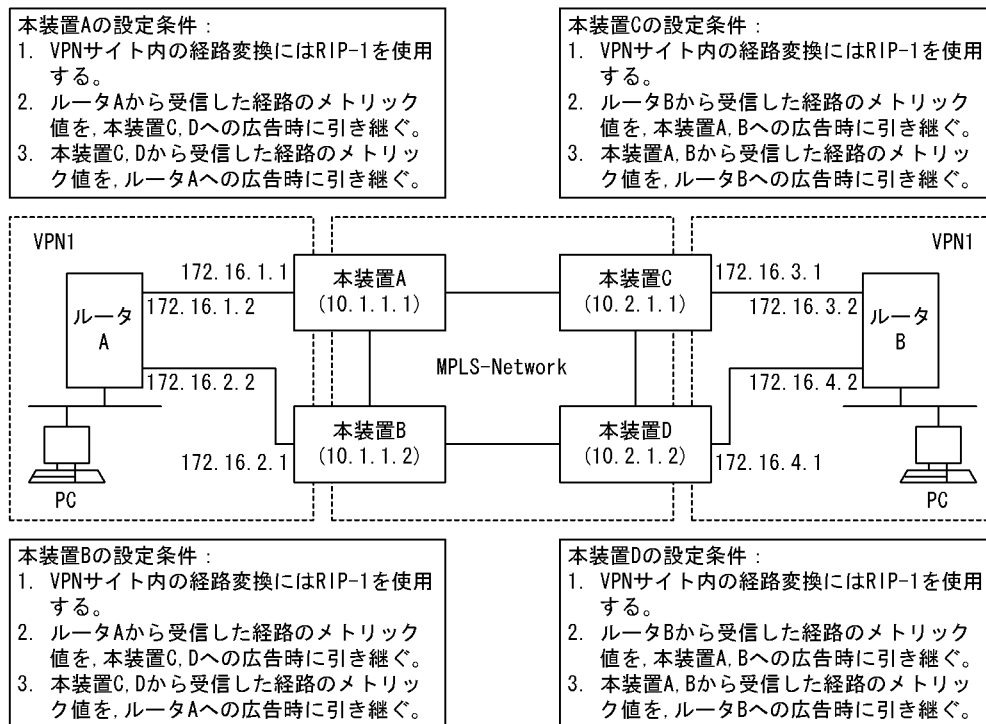 本装置Aの設定条件：
1. VPNサイト内の経路変換にはRIP-1を使用
する。
2. ルータAから受信した経路のメトリック
値を,本装置C,Dへの広告時に引き継ぐ。
3. 本装置C,Dから受信した経路のメトリッ
ク値を,ルータAへの広告時に引き継ぐ。
本装置Cの設定条件：
1. VPNサイト内の経路変換にはRIP-1を使用
する。
2. ルータBから受信した経路のメトリック
値を,本装置A,Bへの広告時に引き継ぐ。
3. 本装置A,Bから受信した経路のメトリッ
ク値を,ルータBへの広告時に引き継ぐ。
VPN1
VPN1
172.16.1.1
本装置A
(10.1.1.1)
本装置C
(10.2.1.1)
172.16.3.1
ルータ
A
172.16.1.2
172.16.3.2
ルータ
B
MPLS-Network
172.16.2.2
172.16.4.2
本装置B
(10.1.1.2)
本装置D
(10.2.1.2)
172.16.2.1
172.16.4.1
PC
PC
本装置Bの設定条件：
1. VPNサイト内の経路変換にはRIP-1を使用
する。
2. ルータAから受信した経路のメトリック
値を,本装置C,Dへの広告時に引き継ぐ。
3. 本装置C,Dから受信した経路のメトリッ
ク値を,ルータAへの広告時に引き継ぐ。
本装置Dの設定条件：
1. VPNサイト内の経路変換にはRIP-1を使用
する。
2. ルータBから受信した経路のメトリック
値を,本装置A,Bへの広告時に引き継ぐ。
3. 本装置A,Bから受信した経路のメトリッ
ク値を,ルータBへの広告時に引き継ぐ。